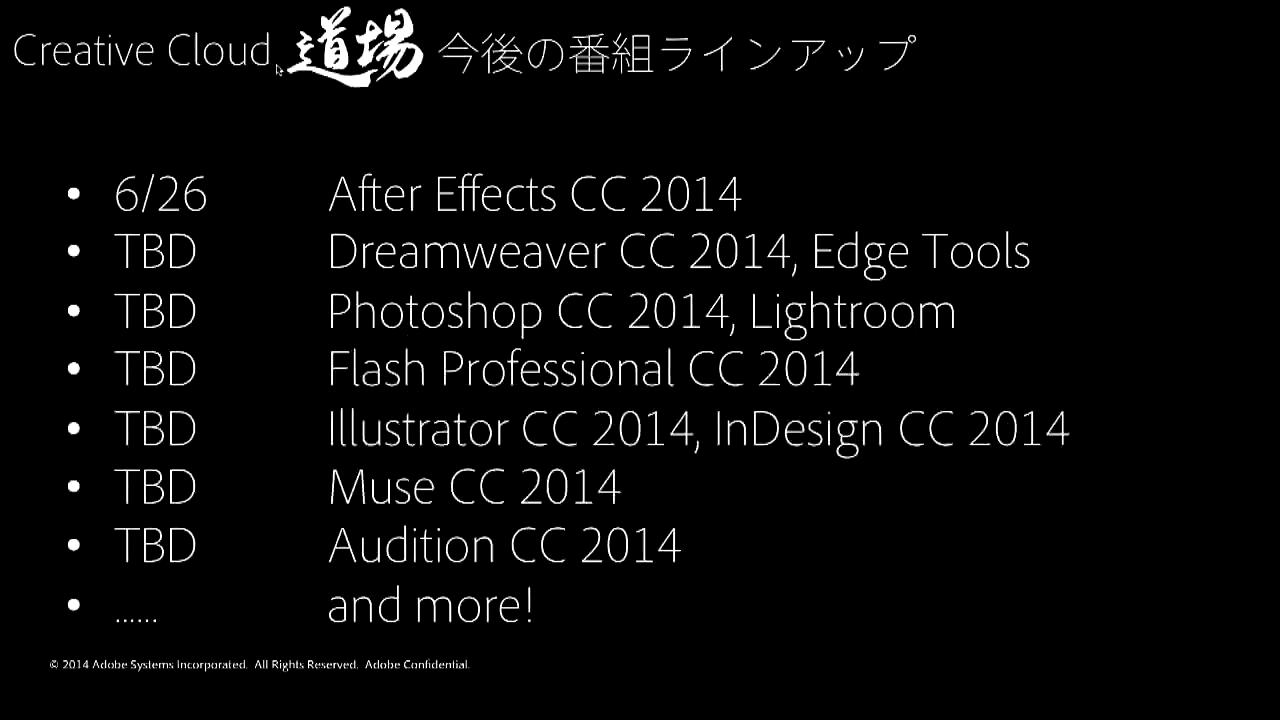 Creative Cloud 道場 今後の番組ラインアップ
• 6/26 After Effects CC 2014
• TBD Dreamweaver CC 2014, Edge Tools
• TBD Photoshop CC 2014, Lightroom
• TBD Flash Professional CC 2014
• TBD Illustrator CC 2014, InDesign CC 2014
• TBD Muse CC 2014
• TBD Audition CC 2014
• ...... and more!
© 2014 Adobe Systems Incorporated. All Rights Reserved. Adobe Confidential.